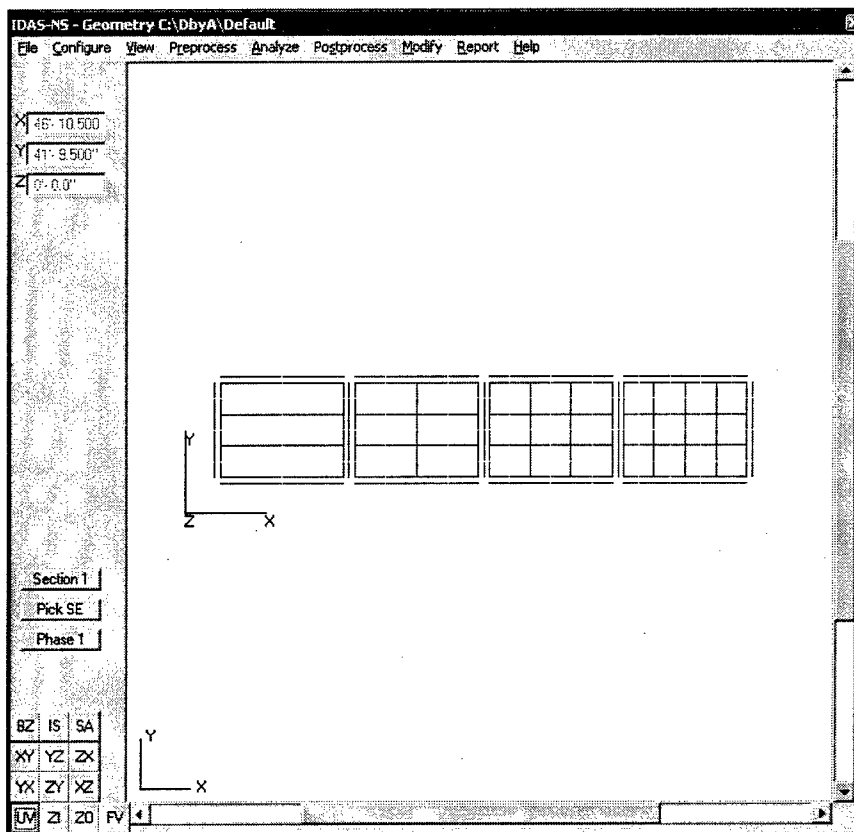 IDAS-NS - Geometry C:\DbyA\Default
File Configure View Preprocess Analyze Postprocess Modify Report Help
X 46'- 10.500
Y 41'- 9.500"
Z 0'- 0.0"
Y
Z X
Section 1
Pick SE
Phase 1
BZ IS SA
XY YZ ZX
YX ZY XZ
UV ZI ZO FV
Y
X